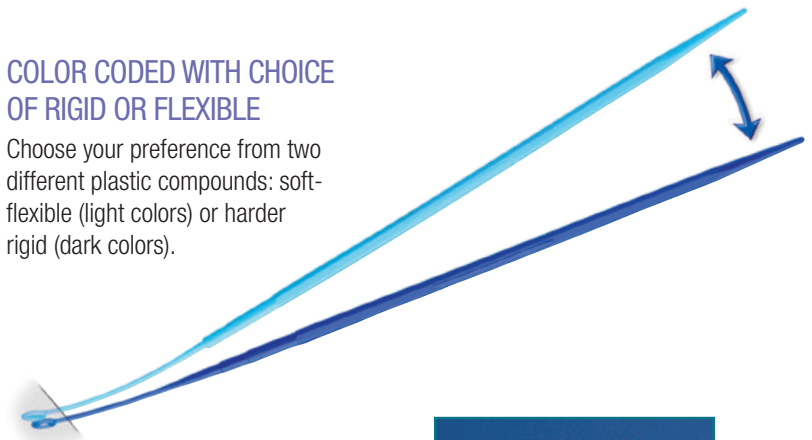 COLOR CODED WITH CHOICE
OF RIGID OR FLEXIBLE
Choose your preference from two
different plastic compounds: soft-
flexible (light colors) or harder
rigid (dark colors).